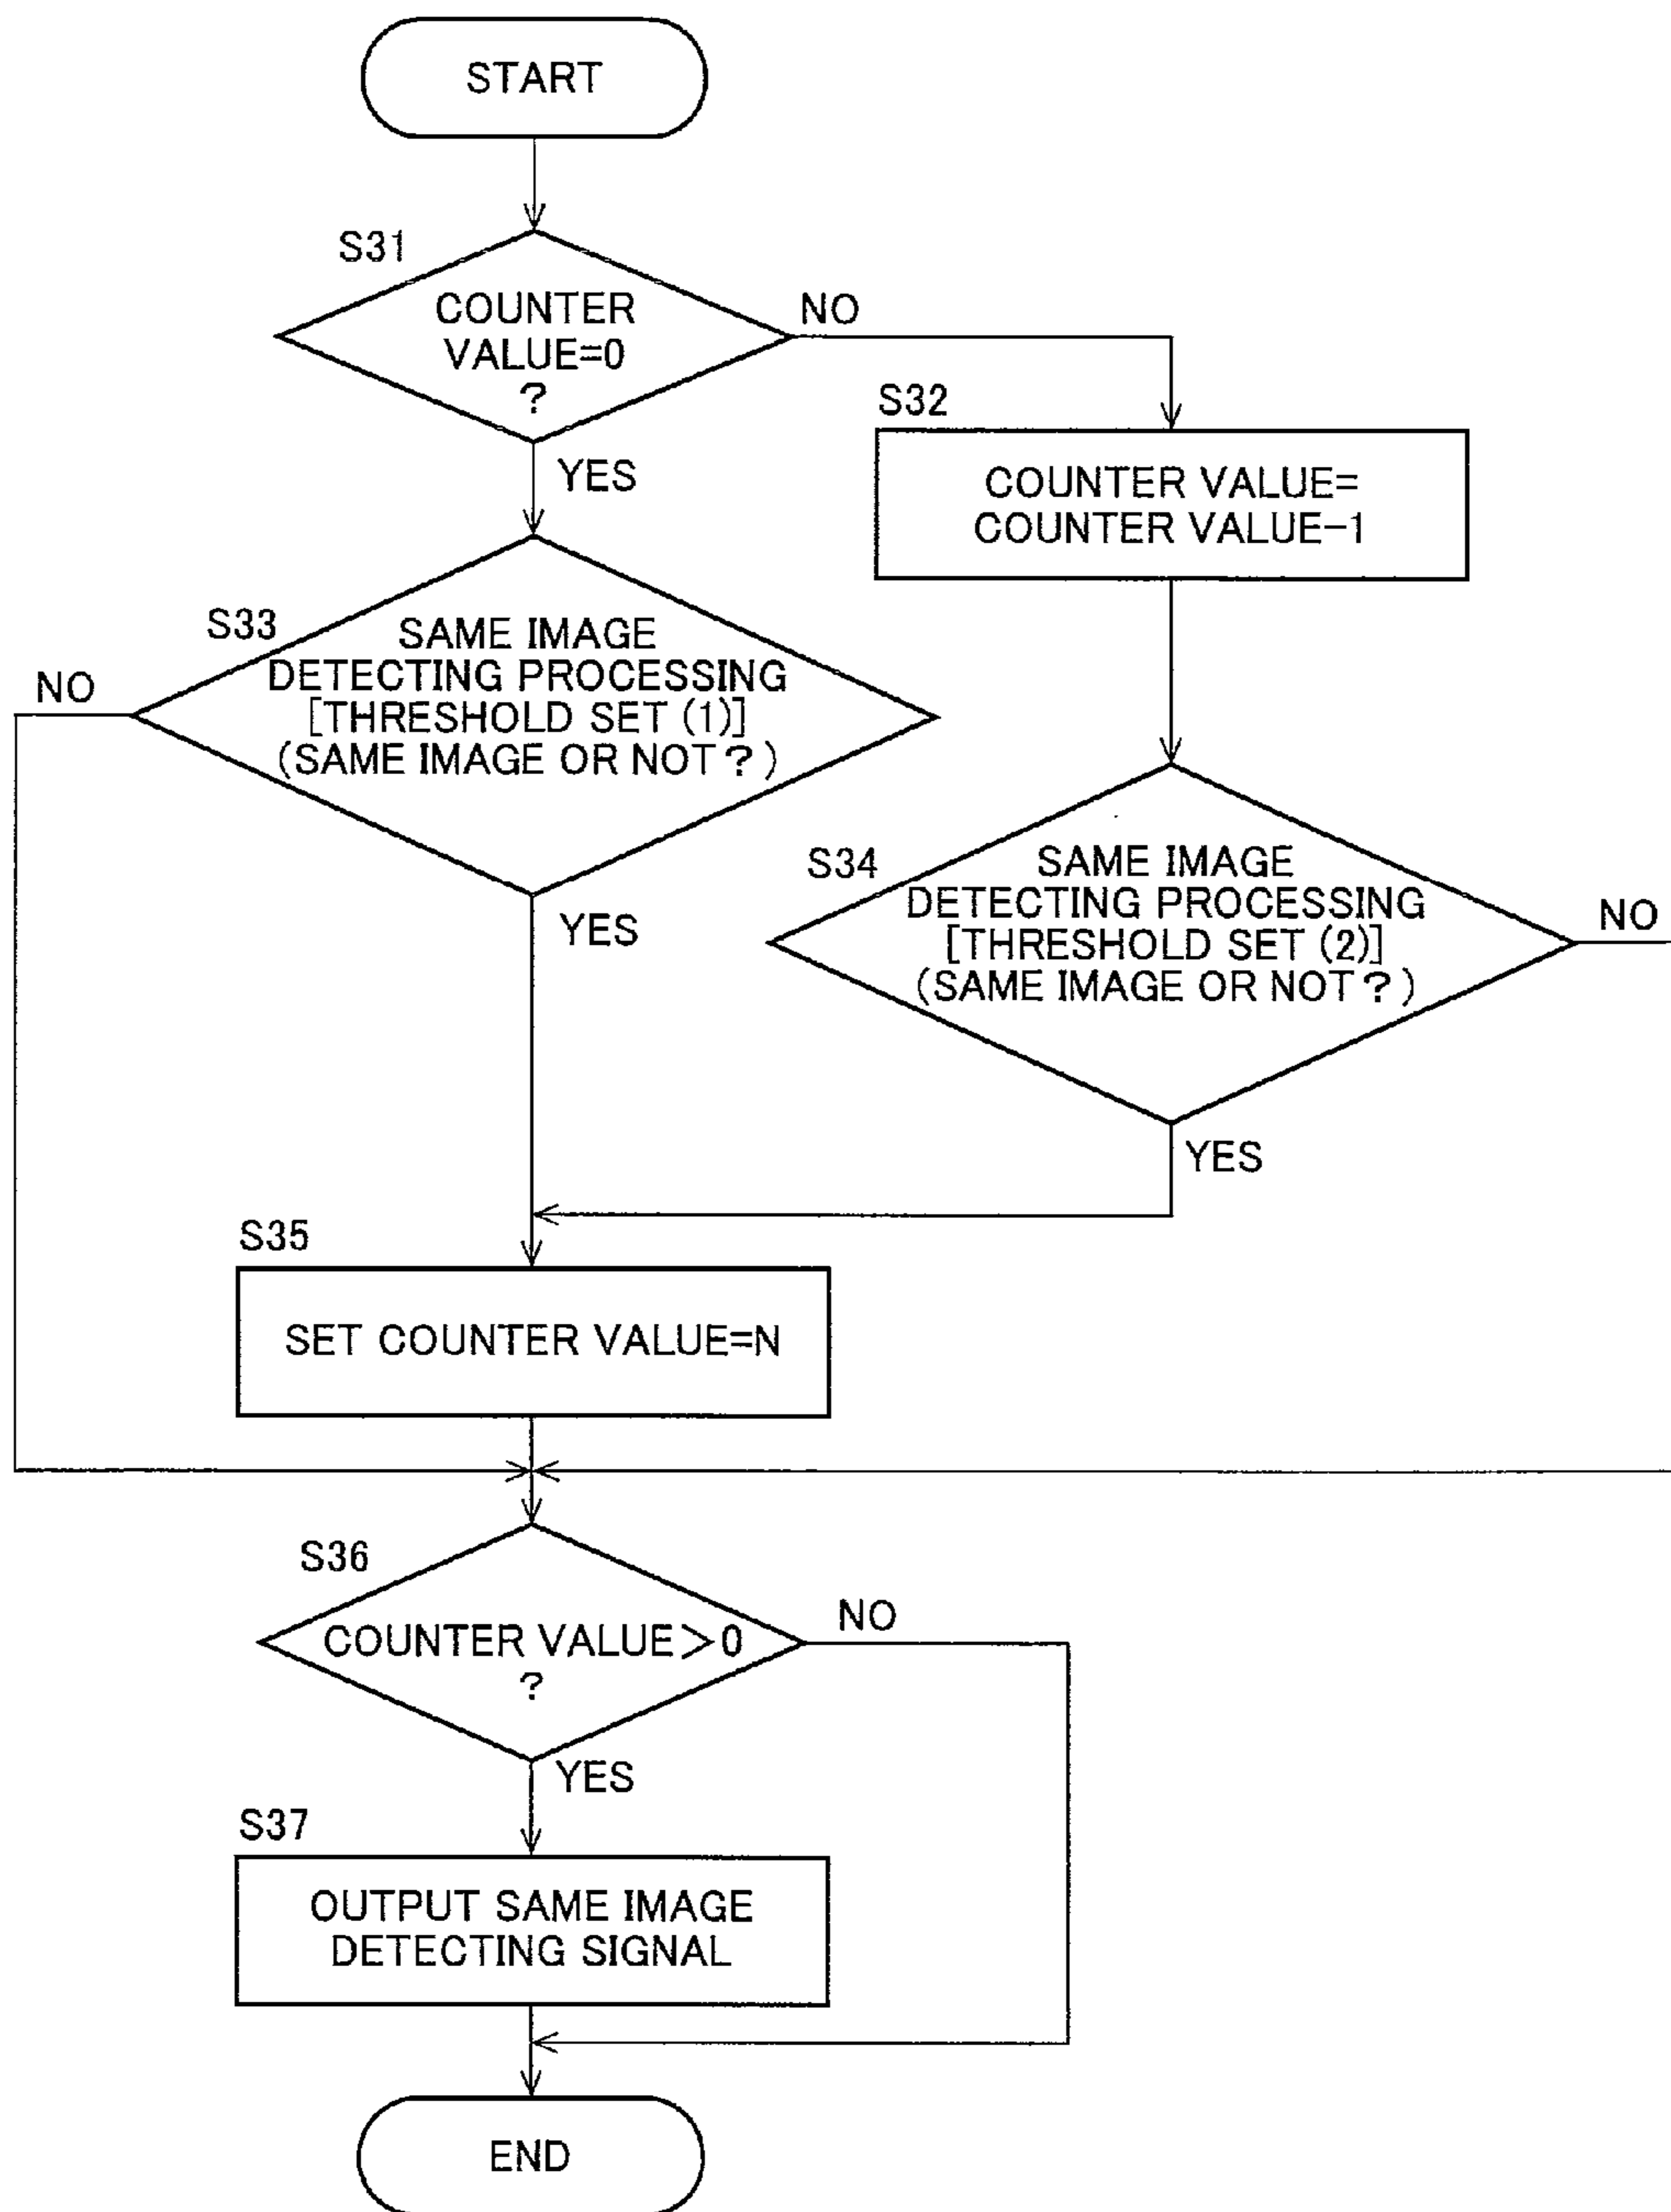 START
S31
COUNTER
VALUE=0
?
NO
YES
S32
COUNTER VALUE=
COUNTER VALUE-1
S33
SAME IMAGE
DETECTING PROCESSING
[THRESHOLD SET (1)]
(SAME IMAGE OR NOT?)
NO
YES
S34
SAME IMAGE
DETECTING PROCESSING
[THRESHOLD SET (2)]
(SAME IMAGE OR NOT?)
NO
YES
S35
SET COUNTER VALUE=N
S36
COUNTER VALUE>0
?
NO
YES
S37
OUTPUT SAME IMAGE
DETECTING SIGNAL
END